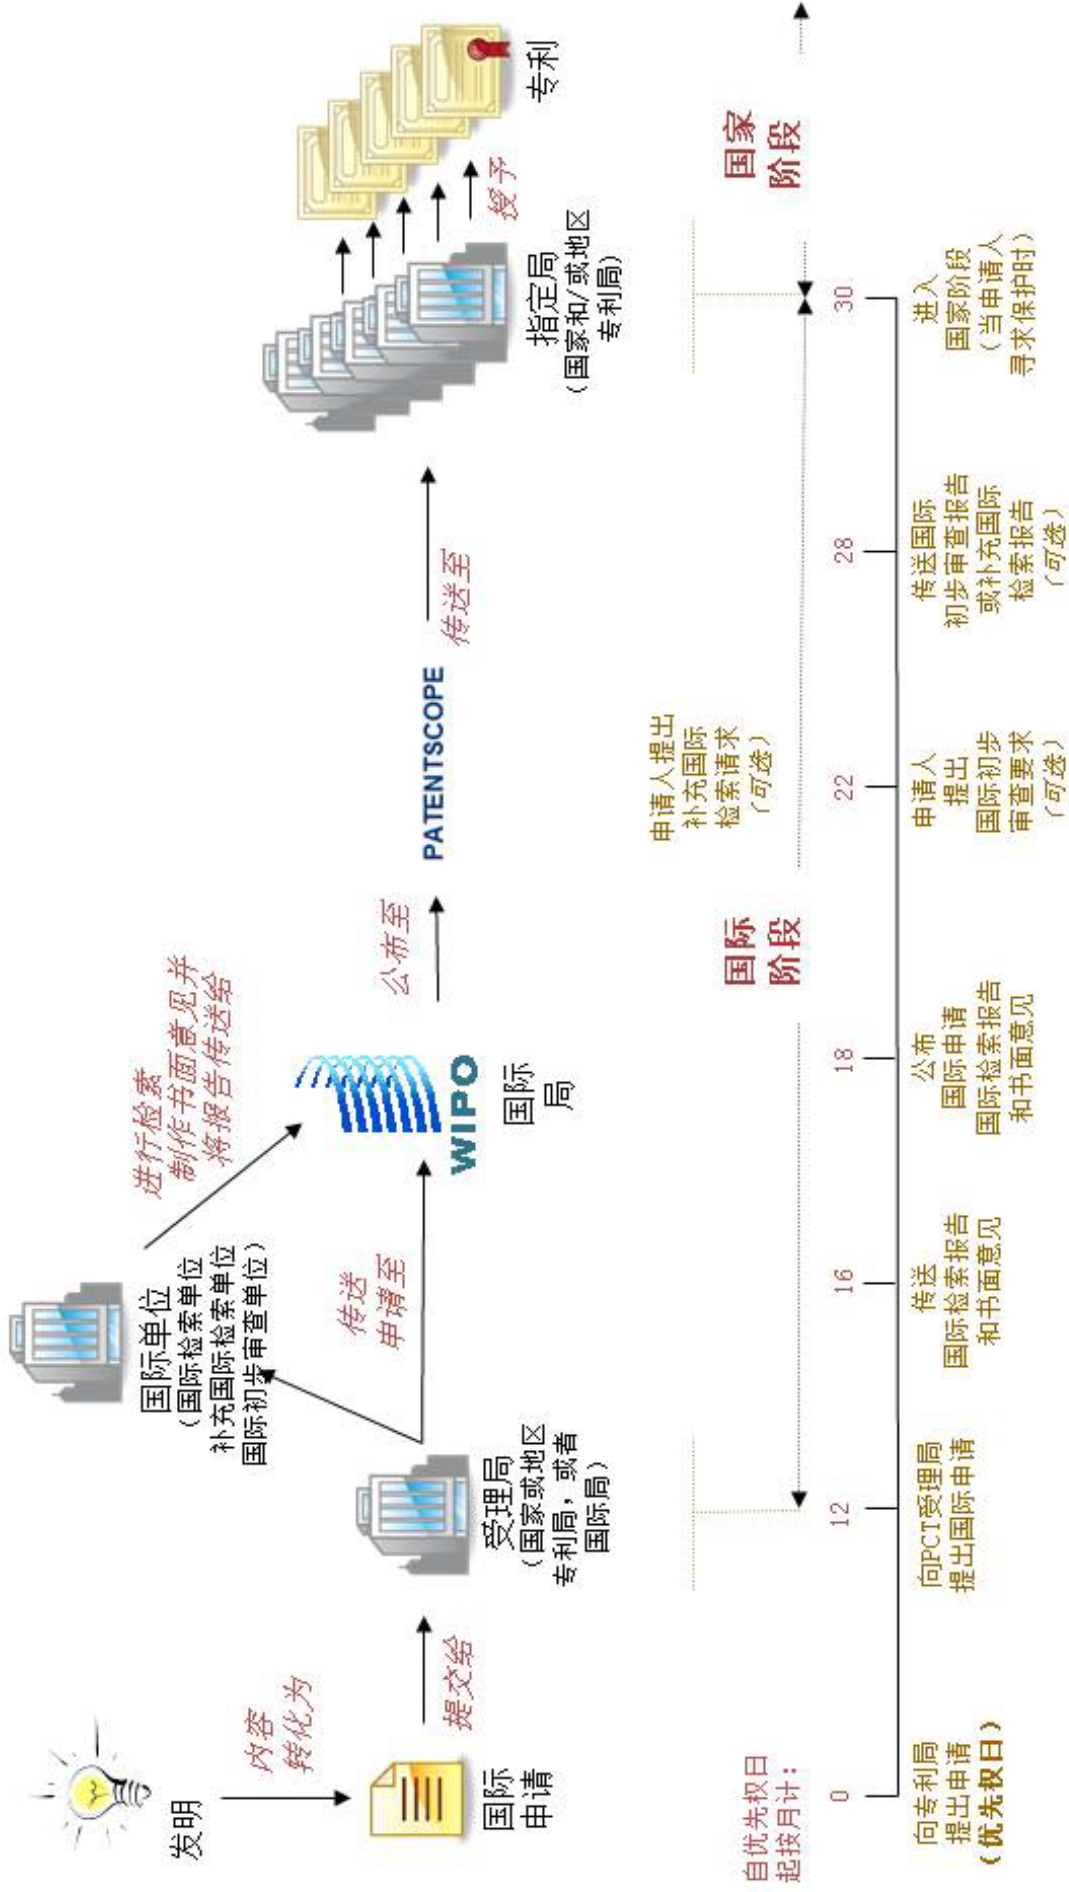 发明
内容
转化为
国际
申请
提交给
受理局
(国家或地区
专利局，或者
国际局)
国际单位
(国际检索单位
补充国际检索单位
国际初步审查单位)
传送
申请至
进行检索
制作书面意见并
将报告传送给
WIPO
国际
局
公布至
PATENTSCOPE
传送至
指定局
(国家和/或地区
专利局)
授予
专利
申请人提出
补充国际
检索请求
(可选)
国际
阶段
国家
阶段
自优先权日
起按月计：
0
12
16
18
22
28
30
向专利局
提出申请
(优先权日)
向PCT受理局
提出国际申请
传送
国际检索报告
和书面意见
公布
国际申请
国际检索报告
和书面意见
申请人
提出
国际初步
审查要求
(可选)
传送国际
初步审查报告
或补充国际
检索报告
(可选)
进入
国家阶段
(当申请人
寻求保护时)